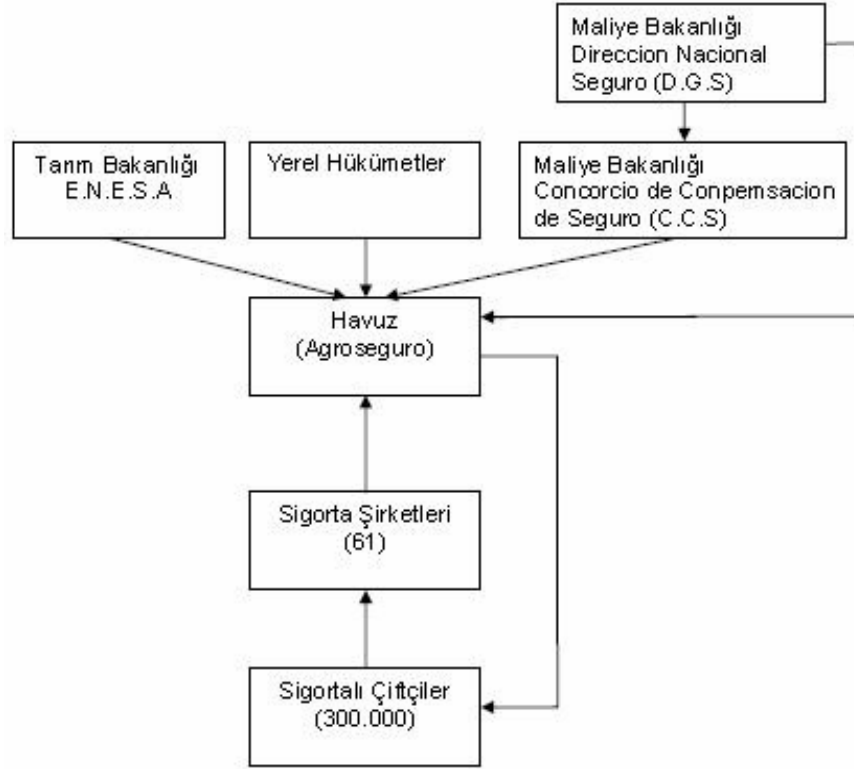 Maliye Bakanlığı
Direccion Nacional
Seguro (D.G.S)
Tarım Bakanlığı
E.N.E.S.A
Yerel Hükümetler
Maliye Bakanlığı
Concorcio de Conpemsacion
de Seguro (C.C.S)
Havuz
(Agroseguro)
Sigorta Şirketleri
(61)
Sigortalı Çiftçiler
(300.000)